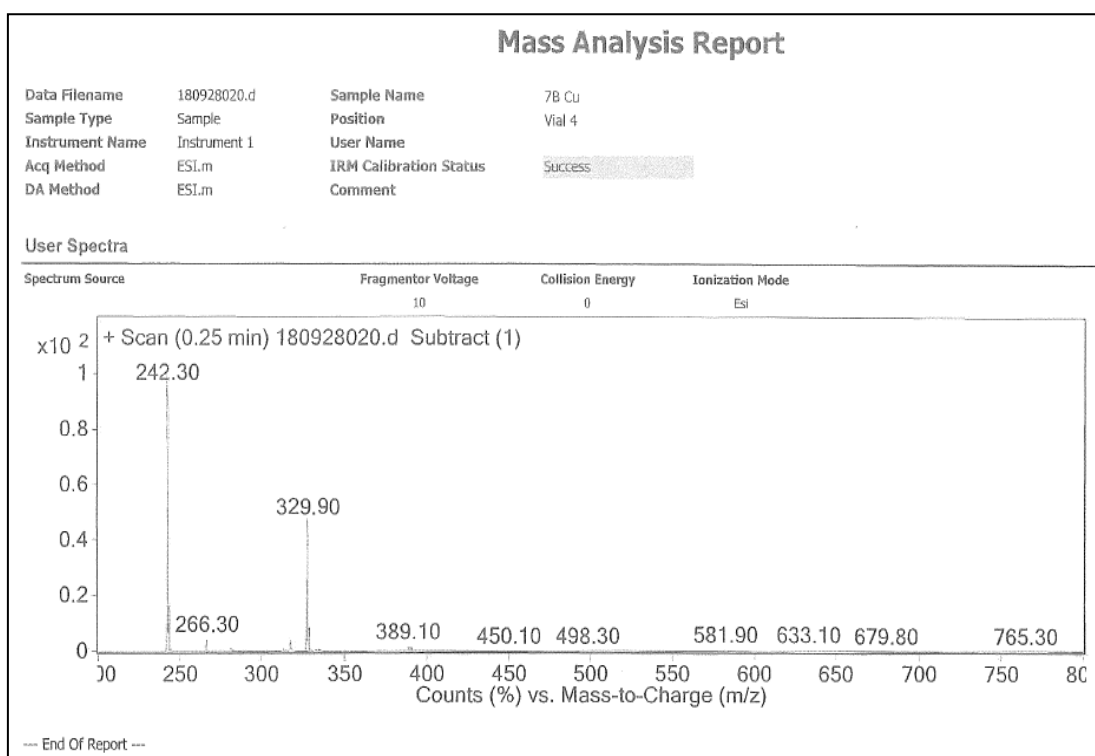 Mass Analysis Report
Data Filename 180928020.d Sample Name 7B Cu
Sample Type Sample Position Vial 4
Instrument Name Instrument 1 User Name
Acq Method ESI.m IRM Calibration Status Success
DA Method ESI.m Comment
User Spectra
Spectrum Source Fragmentor Voltage Collision Energy Ionization Mode
10 0 Esi
x10 2 + Scan (0.25 min) 180928020.d Subtract (1)
1 242.30
0.8
0.6
329.90
0.4
0.2
266.30 389.10 450.10 498.30 581.90 633.10 679.80 765.30
0
00 250 300 350 400 450 500 550 600 650 700 750 80
Counts (%) vs. Mass-to-Charge (m/z)
--- End Of Report ---